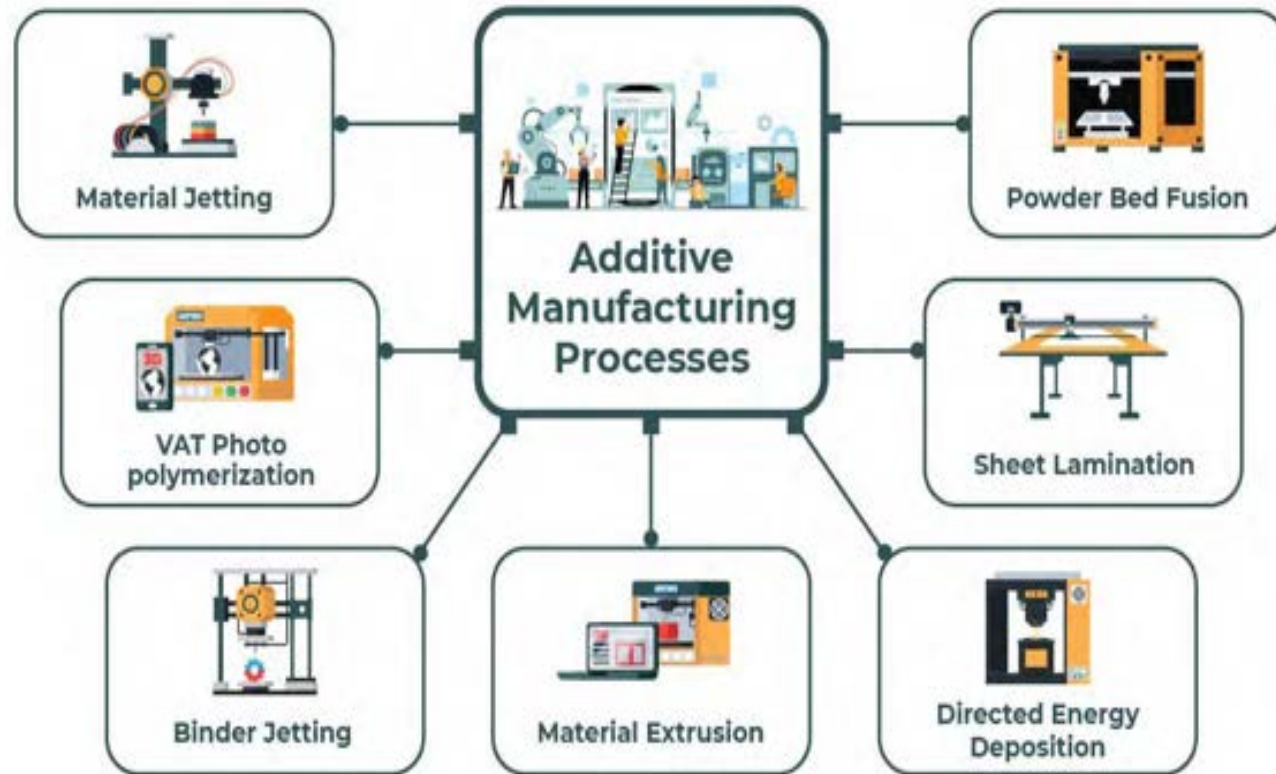 Material Jetting
Additive
Manufacturing
Processes
Powder Bed Fusion
VAT Photo
polymerization
3D
Sheet Lamination
Binder Jetting
Material Extrusion
Directed Energy
Deposition